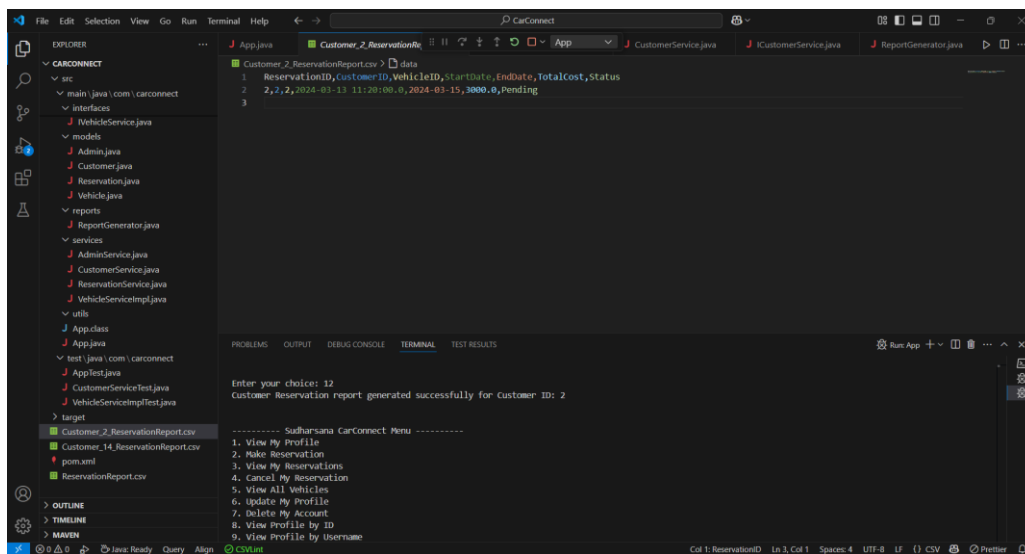 File Edit Selection View Go Run Terminal Help
CarConnect
EXPLORER
CARCONNECT
src
main\java\com\carconnect
interfaces
IVehicleService.java
models
Admin.java
Customer.java
Reservation.java
Vehicle.java
reports
ReportGenerator.java
services
AdminService.java
CustomerService.java
ReservationService.java
VehicleServiceImpl.java
utils
App.class
App.java
test\java\com\carconnect
AppTest.java
CustomerServiceTest.java
VehicleServiceImplTest.java
target
Customer_2_ReservationReport.csv
Customer_14_ReservationReport.csv
pom.xml
ReservationReport.csv
OUTLINE
TIMELINE
MAVEN
2
App.java
Customer_2_ReservationRe
App
CustomerService.java
ICustomerService.java
ReportGenerator.java
Customer_2_ReservationReport.csv > data
1 ReservationID,CustomerID,VehicleID,StartDate,EndDate,TotalCost,Status
2 2,2,2,2024-03-13 11:20:00.0,2024-03-15,3000.0,Pending
3
PROBLEMS OUTPUT DEBUG CONSOLE TERMINAL TEST RESULTS
Run: App
Enter your choice: 12
Customer Reservation report generated successfully for Customer ID: 2
---------- Sudharsana CarConnect Menu ----------
1. View My Profile
2. Make Reservation
3. View My Reservations
4. Cancel My Reservation
5. View All Vehicles
6. Update My Profile
7. Delete My Account
8. View Profile by ID
9. View Profile by Username
0 0 0 Java: Ready Query Align CSVLint
Col 1: ReservationID Ln 3, Col 1 Spaces: 4 UTF-8 LF {} CSV Prettier